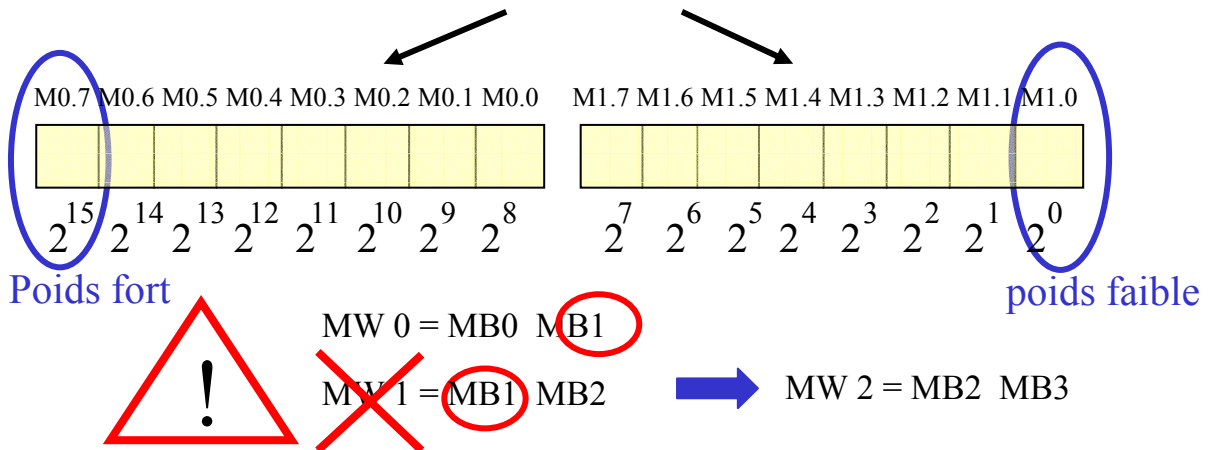 M0.7 M0.6 M0.5 M0.4 M0.3 M0.2 M0.1 M0.0 M1.7 M1.6 M1.5 M1.4 M1.3 M1.2 M1.1 M1.0
2^15 2^14 2^13 2^12 2^11 2^10 2^9 2^8 2^7 2^6 2^5 2^4 2^3 2^2 2^1 2^0
Poids fort poids faible
MW 0 = MB0 MB1
! MW 1 = MB1 MB2 MW 2 = MB2 MB3